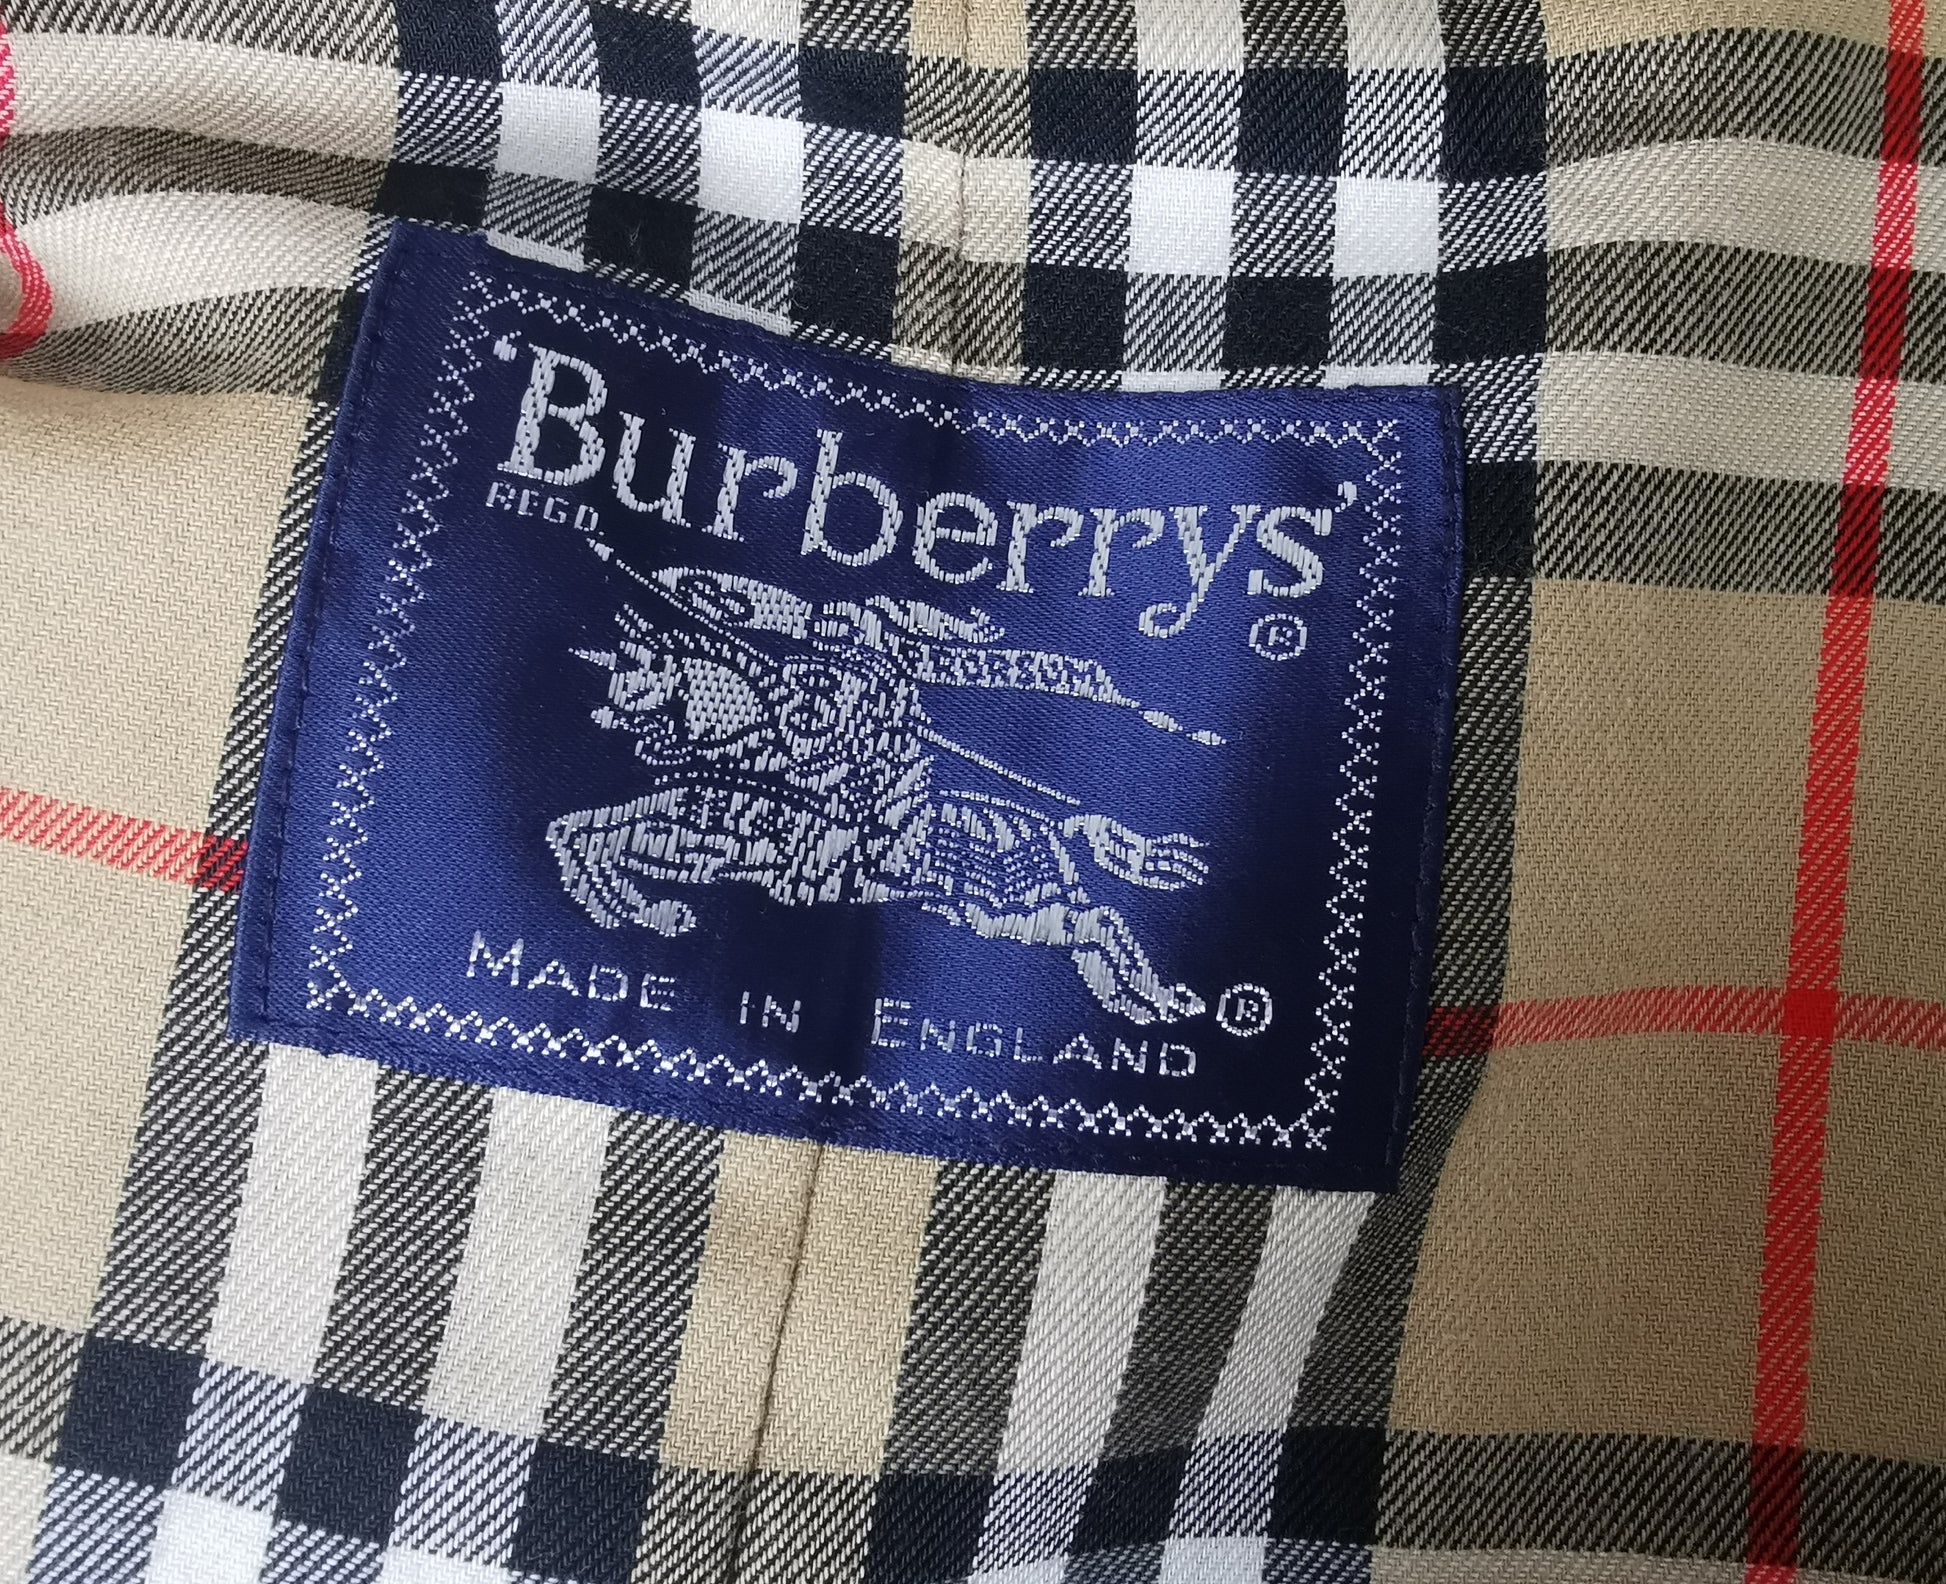 'Burberrys'
REGD
®
MADE IN ENGLAND
®